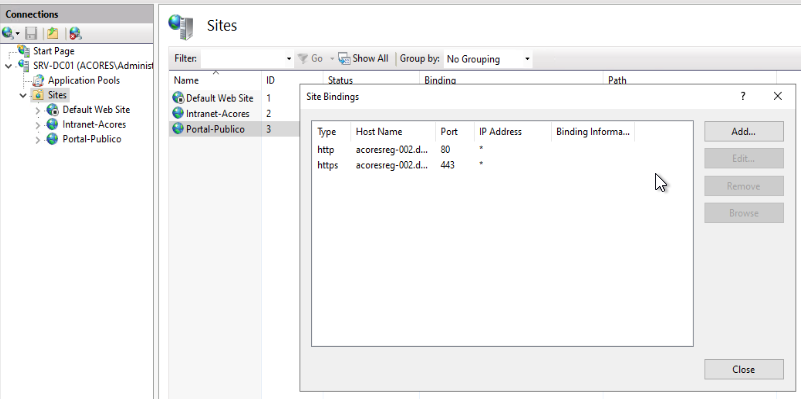 Connections
Start Page
SRV-DC01 (ACORES\Adminis
Application Pools
Sites
Default Web Site
Intranet-Acores
Portal-Publico
Sites
Filter: Go Show All Group by: No Grouping
Name ID Status Binding Path
Default Web Site 1
Intranet-Acores 2
Portal-Publico 3
Site Bindings ? ×
Type Host Name Port IP Address Binding Informa...
http acoresreg-002.d... 80 *
https acoresreg-002.d... 443 *
Add...
Edit...
Remove
Browse
Close